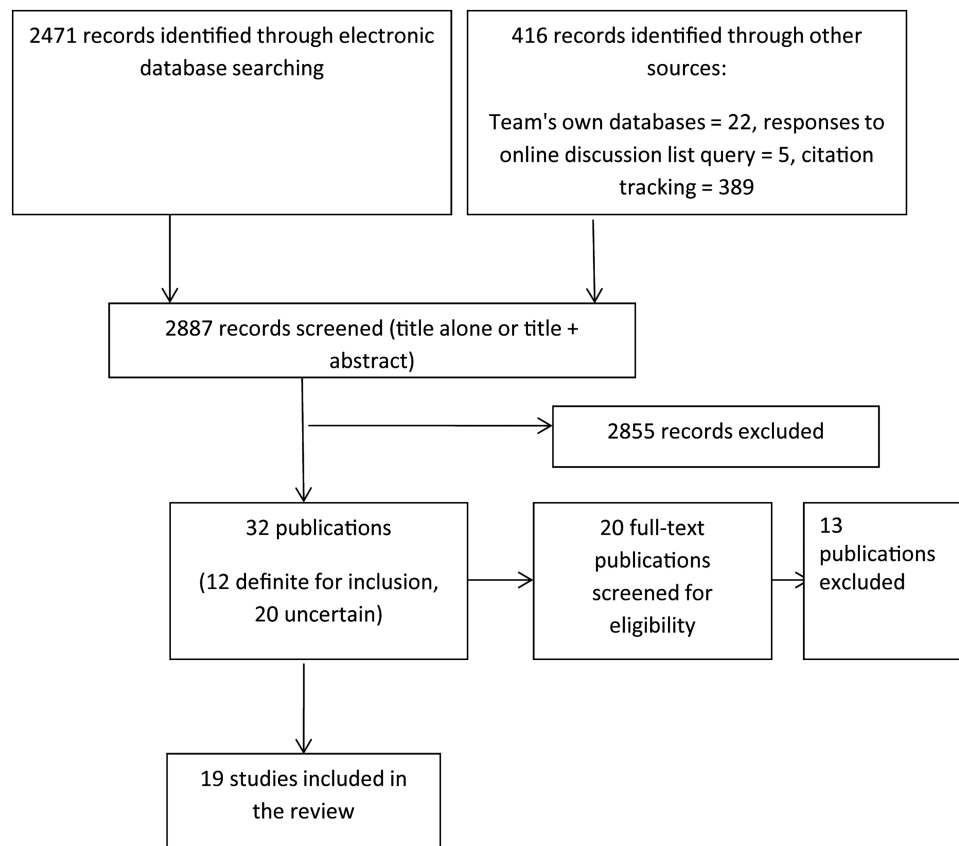 2471 records identified through electronic
database searching
416 records identified through other
sources:
Team's own databases = 22, responses to
online discussion list query = 5, citation
tracking = 389
2887 records screened (title alone or title +
abstract)
2855 records excluded
32 publications
(12 definite for inclusion,
20 uncertain)
20 full-text
publications
screened for
eligibility
13
publications
excluded
19 studies included in
the review